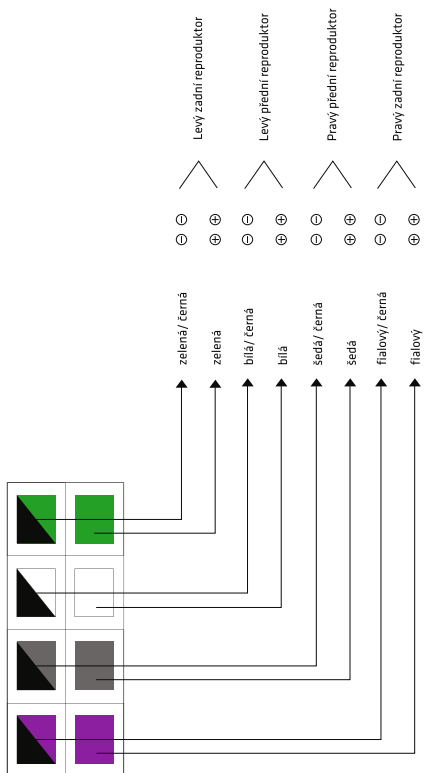 Levý zadní reproduktor
Levý přední reproduktor
Pravý přední reproduktor
Pravý zadní reproduktor
⊖ ⊕ ⊖ ⊕ ⊖ ⊕ ⊖ ⊕
⊖ ⊕ ⊖ ⊕ ⊖ ⊕ ⊖ ⊕
zelená/ černá
zelená
bílá/ černá
bílá
šedá/ černá
šedá
fialový/ černá
fialový